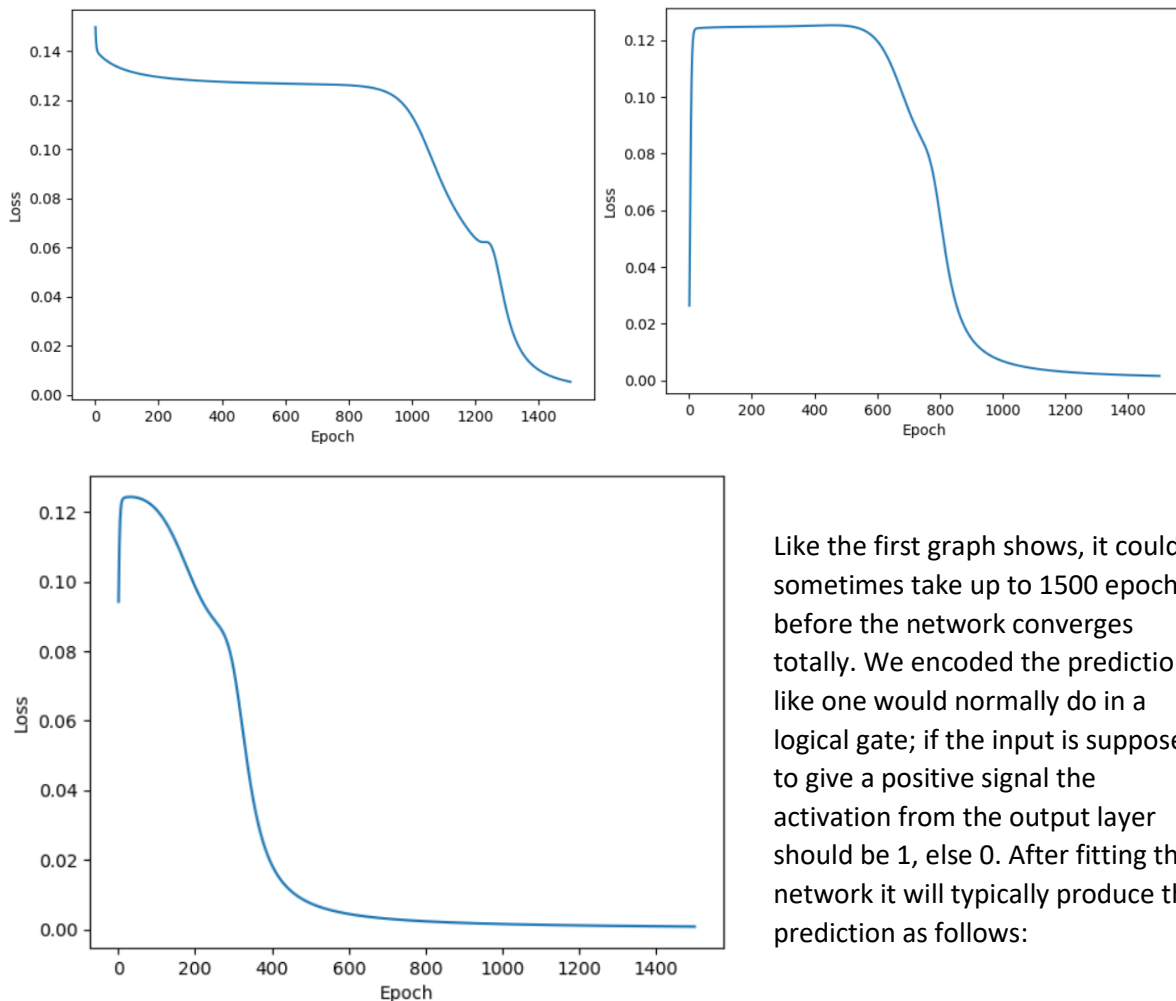 0.14
0.12
0.10
0.08
0.06
0.04
0.02
0.00
Loss
0 200 400 600 800 1000 1200 1400
Epoch
0.12
0.10
0.08
0.06
0.04
0.02
0.00
Loss
0 200 400 600 800 1000 1200 1400
Epoch
0.12
0.10
0.08
0.06
0.04
0.02
0.00
Loss
0 200 400 600 800 1000 1200 1400
Epoch
Like the first graph shows, it could
sometimes take up to 1500 epoch
before the network converges
totally. We encoded the predictio
like one would normally do in a
logical gate; if the input is suppose
to give a positive signal the
activation from the output layer
should be 1, else 0. After fitting th
network it will typically produce th
prediction as follows: